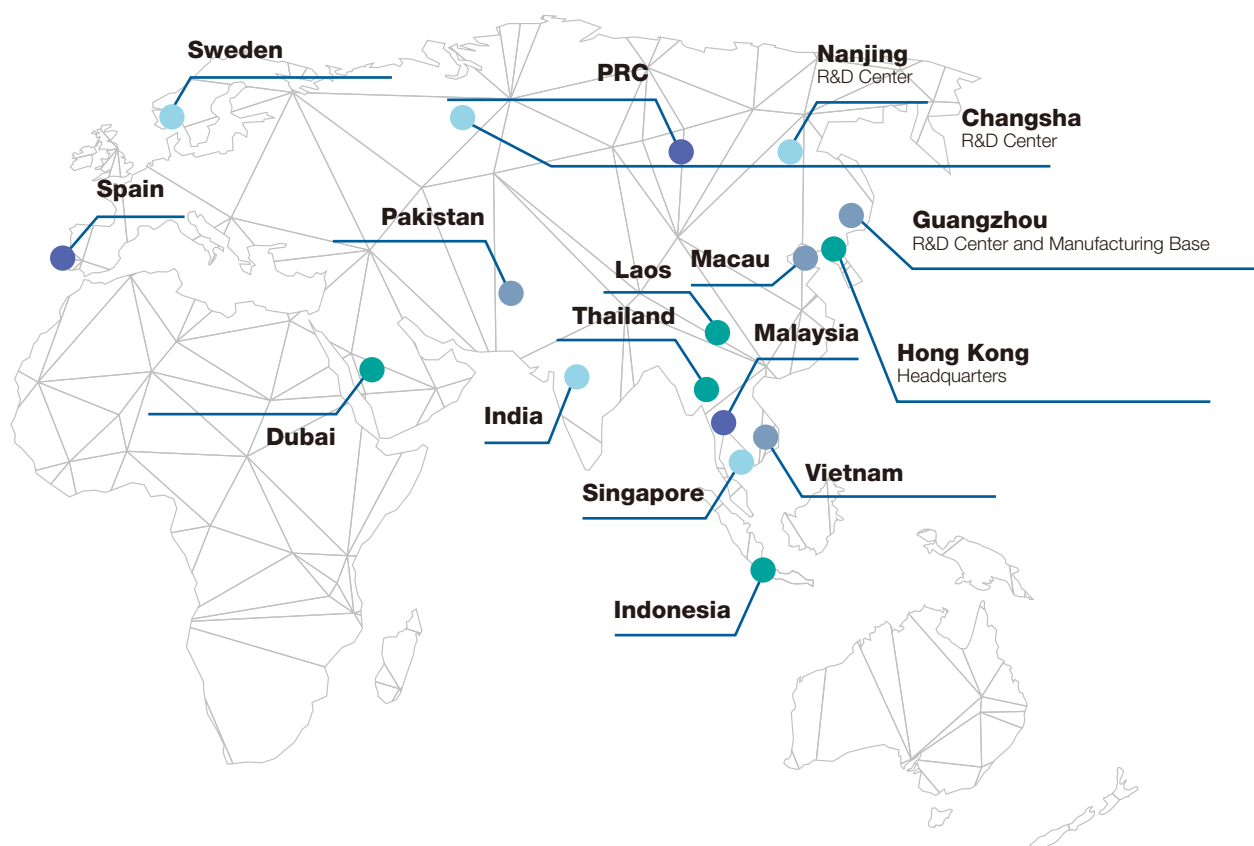 Sweden
Nanjing
R&D Center
PRC
Changsha
R&D Center
Spain
Pakistan
Guangzhou
R&D Center and Manufacturing Base
Macau
Laos
Thailand
Malaysia
Hong Kong
Headquarters
India
Dubai
Vietnam
Singapore
Indonesia